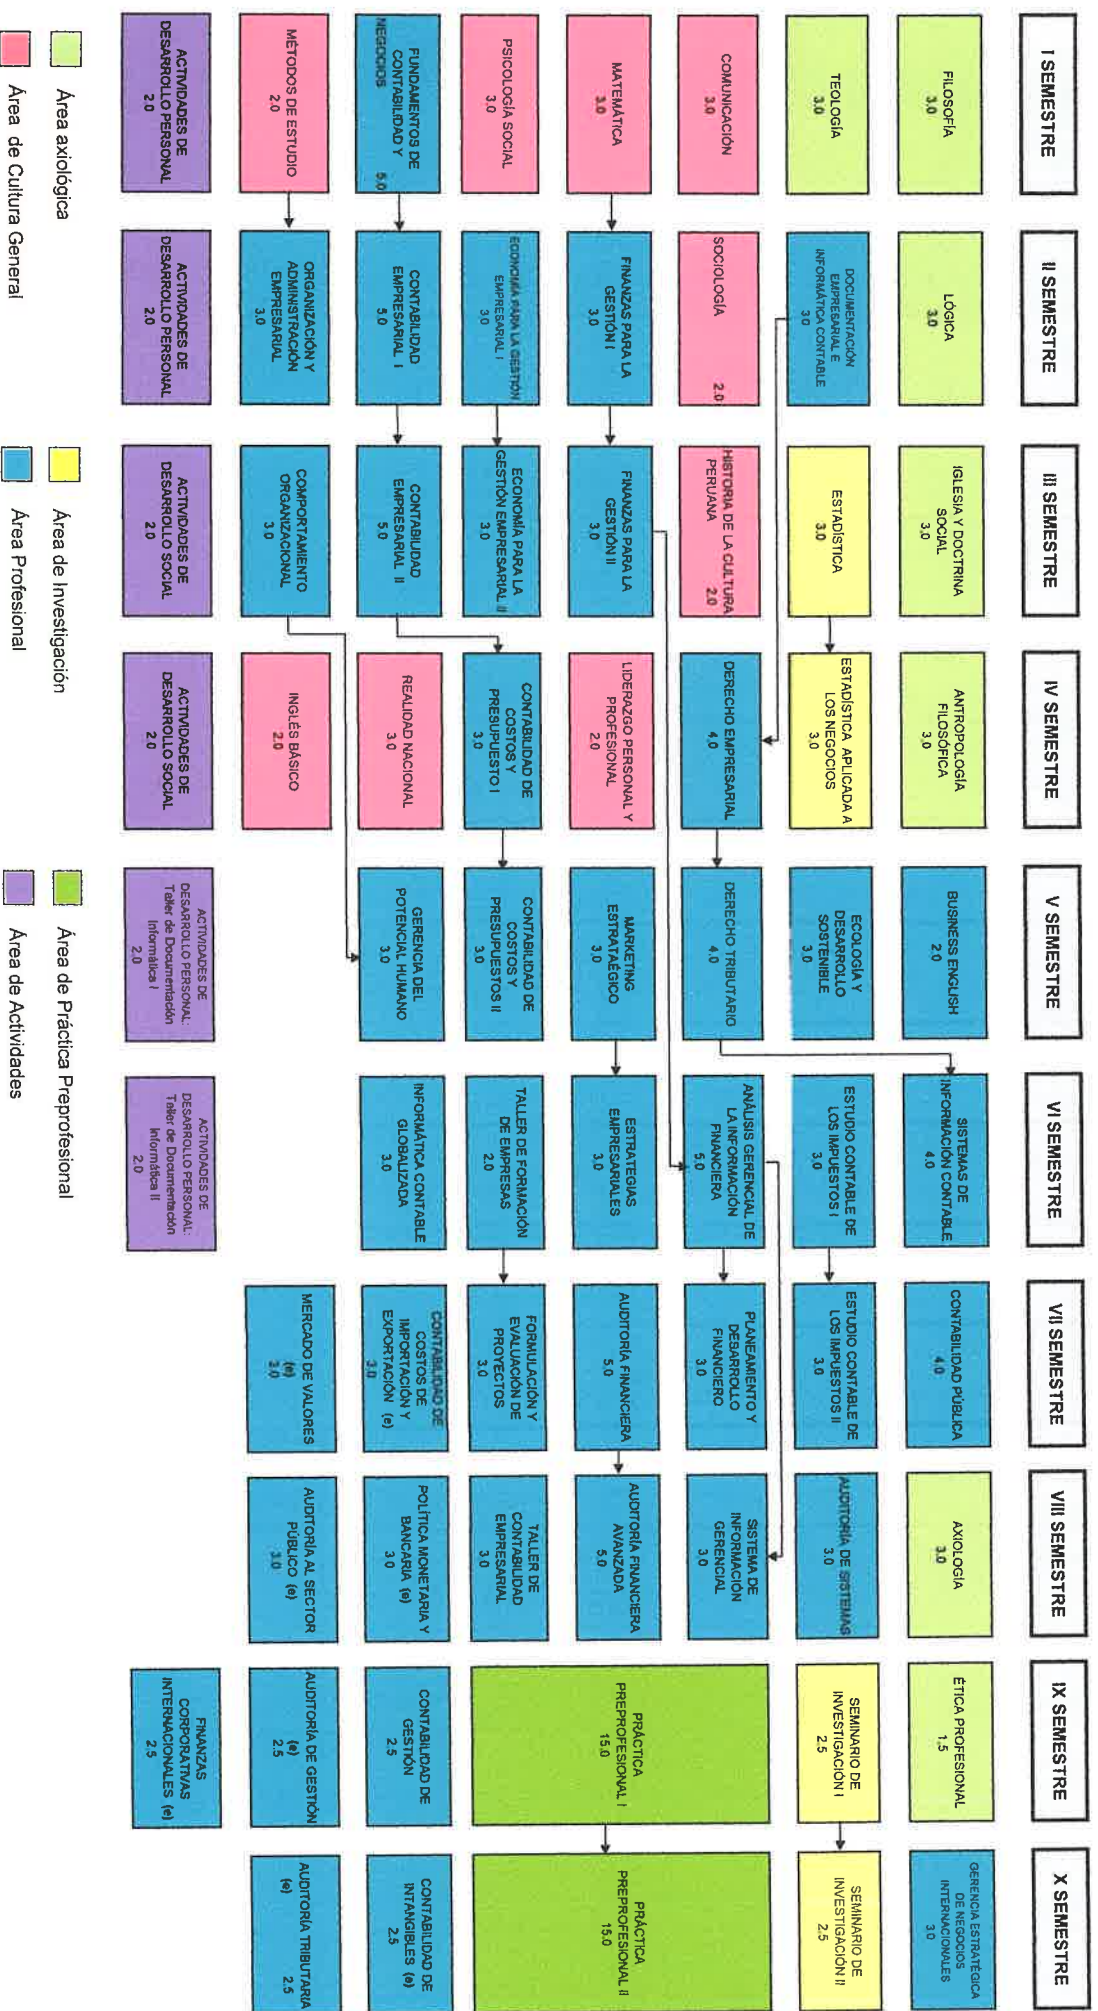 I SEMESTRE
FILOSOFÍA
3.0
TEOLOGÍA
3.0
COMUNICACIÓN
3.0
MATEMÁTICA
3.0
PSICOLOGÍA SOCIAL
3.0
FUNDAMENTOS DE
CONTABILIDAD Y
NEGOCIOS
5.0
MÉTODOS DE ESTUDIO
2.0
ACTIVIDADES DE
DESARROLLO PERSONAL
2.0
II SEMESTRE
LÓGICA
3.0
DOCUMENTACIÓN
EMPRESARIAL E
INFORMÁTICA CONTABLE
3.0
SOCIOLOGÍA
2.0
FINANZAS PARA LA
GESTIÓN I
3.0
ECONOMÍA PARA LA GESTIÓN
EMPRESARIAL I
3.0
CONTABILIDAD
EMPRESARIAL I
5.0
ORGANIZACIÓN Y
ADMINISTRACIÓN
EMPRESARIAL
3.0
ACTIVIDADES DE
DESARROLLO PERSONAL
2.0
III SEMESTRE
IGLESIA Y DOCTRINA
SOCIAL
3.0
ESTADÍSTICA
3.0
HISTORIA DE LA CULTURA
PERUANA
2.0
FINANZAS PARA LA
GESTIÓN II
3.0
ECONOMÍA PARA LA
GESTIÓN EMPRESARIAL II
3.0
CONTABILIDAD
EMPRESARIAL II
5.0
COMPORTAMIENTO
ORGANIZACIONAL
3.0
ACTIVIDADES DE
DESARROLLO SOCIAL
2.0
IV SEMESTRE
ANTROPOLOGÍA
FILOSÓFICA
3,0
ESTADÍSTICA APLICADA A
LOS NEGOCIOS
3.0
DERECHO EMPRESARIAL
4,0
LIDERAZGO PERSONAL Y
PROFESIONAL
2.0
CONTABILIDAD DE
COSTOS Y
PRESUPUESTO I
3.0
REALIDAD NACIONAL
3.0
INGLÉS BÁSICO
2.0
ACTIVIDADES DE
DESARROLLO SOCIAL
2.0
V SEMESTRE
BUSINESS ENGLISH
2.0
ECOLOGÍA Y
DESARROLLO
SOSTENIBLE
3.0
DERECHO TRIBUTARIO
4.0
MARKETING
ESTRATAÉGICO
3.0
CONTABILIDAD DE
COSTOS Y
PRESUPUESTOS II
3.0
GERENCIA DEL
POTENCIAL HUMANO
3.0
ACTIVIDADES DE
DESARROLLO PERSONAL:
Taller de Documentación
Informática I
2.0
VI SEMESTRE
SISTEMAS DE
INFORMACIÓN CONTABLE
4.0
ESTUDIO CONTABLE DE
LOS IMPUESTOS I
3.0
ANÁLISIS GERENCIAL DE
LA INFORMACIÓN
FINANCIERA
5.0
ESTRATEGIAS
EMPRESARIALES
3.0
TALLER DE FORMACIÓN
DE EMPRESAS
2.0
INFORMÁTICA CONTABLE
GLOBALIZADA
3.0
ACTIVIDADES DE
DESARROLLO PERSONAL:
Taller de Documentación
Informática II
2.0
VII SEMESTRE
CONTABILIDAD PÚBLICA
4.0
ESTUDIO CONTABLE DE
LOS IMPUESTOS II
3.0
PLANEAMIENTO Y
DESARROLLO
FINANCIERO
3.0
AUDITORÍA FINANCIERA
5.0
FORMULACIÓN Y
EVALUACIÓN DE
PROYECTOS
3.0
CONTABILIDAD DE
COSTOS DE
IMPORTACIÓN Y
EXPORTACIÓN (e)
3.0
MERCADO DE VALORES
(e)
3.0
VIII SEMESTRE
AXIOLOGÍA
3.0
AUDITORÍA DE SISTEMAS
3.0
SISTEMA DE
INFORMACIÓN
GERENCIAL
3.0
AUDITORÍA FINANCIERA
AVANZADA
5.0
TALLER DE
CONTABILIDAD
EMPRESARIAL
3.0
POLÍTICA MONETARIA Y
BANCARIA (e)
3.0
AUDITORÍA AL SECTOR
PÚBLICO (e)
3.0
IX SEMESTRE
ÉTICA PROFESIONAL
1,5
SEMINARIO DE
INVESTIGACIÓN I
2.5
PRÁCTICA
PREPROFESIONAL I
15.0
CONTABILIDAD DE
GESTIÓN
2.5
AUDITORÍA DE GESTIÓN
(e)
2.5
FINANZAS
CORPORATIVAS
INTERNACIONALES (e)
2.5
X SEMESTRE
GERENCIA ESTRATÉGICA
DE NEGOCIOS
INTERNACIONALES
3.0
SEMINARIO DE
INVESTIGACIÓN II
2.5
PRÁCTICA
PREPROFESIONAL II
15.0
CONTABILIDAD DE
INTANGIBLES (e)
2.5
AUDITORÍA TRIBUTARIA
(e)
2.5
Área axiológica
Área de Cultura General
Área de Investigación
Área Profesional
Área de Práctica Preprofesional
Área de Actividades